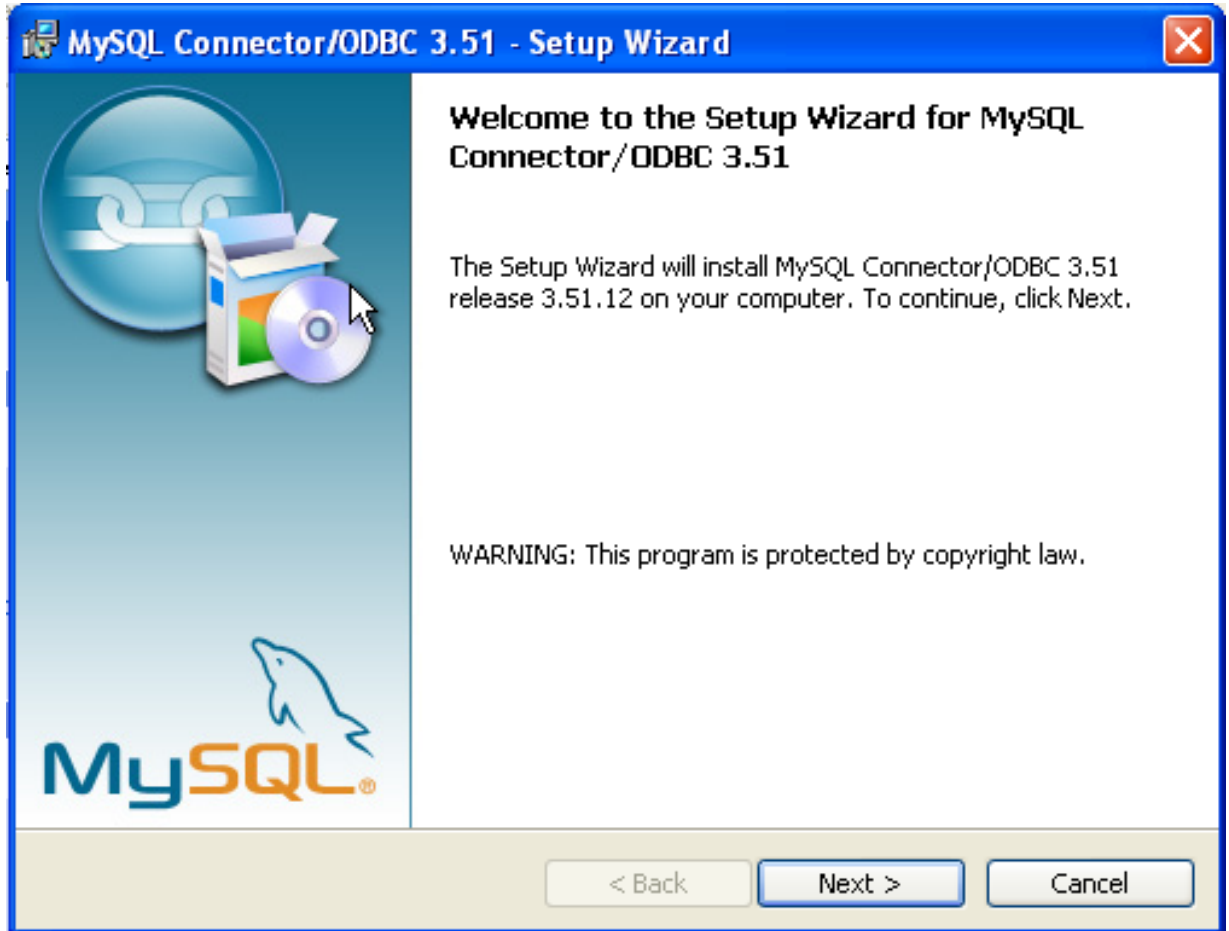 MySQL Connector/ODBC 3.51 - Setup Wizard
Welcome to the Setup Wizard for MySQL
Connector/ODBC 3.51
The Setup Wizard will install MySQL Connector/ODBC 3.51
release 3.51.12 on your computer. To continue, click Next.
WARNING: This program is protected by copyright law.
MySQL®
< Back
Next >
Cancel